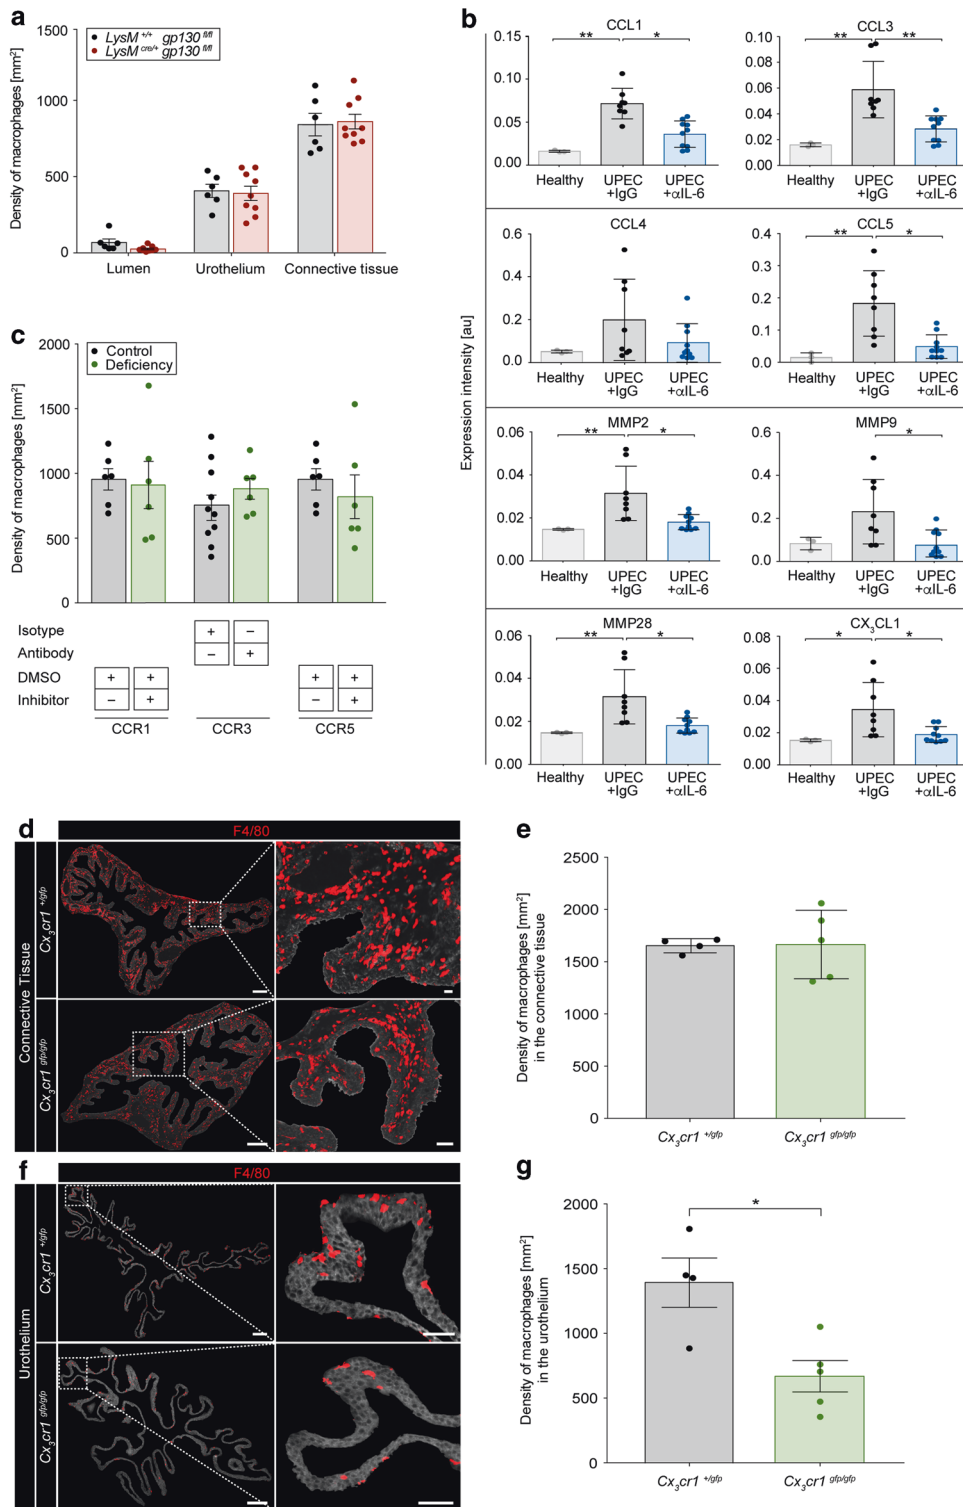 a
LysM +/+ gp130 fl/fl
LysM cre/+ gp130 fl/fl
Density of macrophages [mm²]
1500
1000
500
0
Lumen
Urothelium
Connective tissue
b
Expression intensity [au]
CCL1
** *
0.15
0.10
0.05
0.00
Healthy
UPEC +IgG
UPEC +αIL-6
CCL3
** **
0.10
0.08
0.06
0.04
0.02
0.00
Healthy
UPEC +IgG
UPEC +αIL-6
CCL4
0.6
0.4
0.2
0.0
Healthy
UPEC +IgG
UPEC +αIL-6
CCL5
** *
0.4
0.3
0.2
0.1
0.0
Healthy
UPEC +IgG
UPEC +αIL-6
MMP2
** *
0.06
0.04
0.02
0.00
Healthy
UPEC +IgG
UPEC +αIL-6
MMP9
*
0.6
0.4
0.2
0.0
Healthy
UPEC +IgG
UPEC +αIL-6
MMP28
** *
0.06
0.04
0.02
0.00
Healthy
UPEC +IgG
UPEC +αIL-6
CX₃CL1
* *
0.08
0.06
0.04
0.02
0.00
Healthy
UPEC +IgG
UPEC +αIL-6
c
Control
Deficiency
Density of macrophages [mm²]
2000
1500
1000
500
0
Isotype + −
Antibody − +
DMSO + + + +
Inhibitor − + − +
CCR1
CCR3
CCR5
d
F4/80
Connective Tissue
Cx₃cr1 +/gfp
Cx₃cr1 gfp/gfp
e
Density of macrophages [mm²]
in the connective tissue
2500
2000
1500
1000
500
0
Cx₃cr1 +/gfp
Cx₃cr1 gfp/gfp
f
F4/80
Urothelium
Cx₃cr1 +/gfp
Cx₃cr1 gfp/gfp
g
Density of macrophages [mm²]
in the urothelium
*
2000
1500
1000
500
0
Cx₃cr1 +/gfp
Cx₃cr1 gfp/gfp